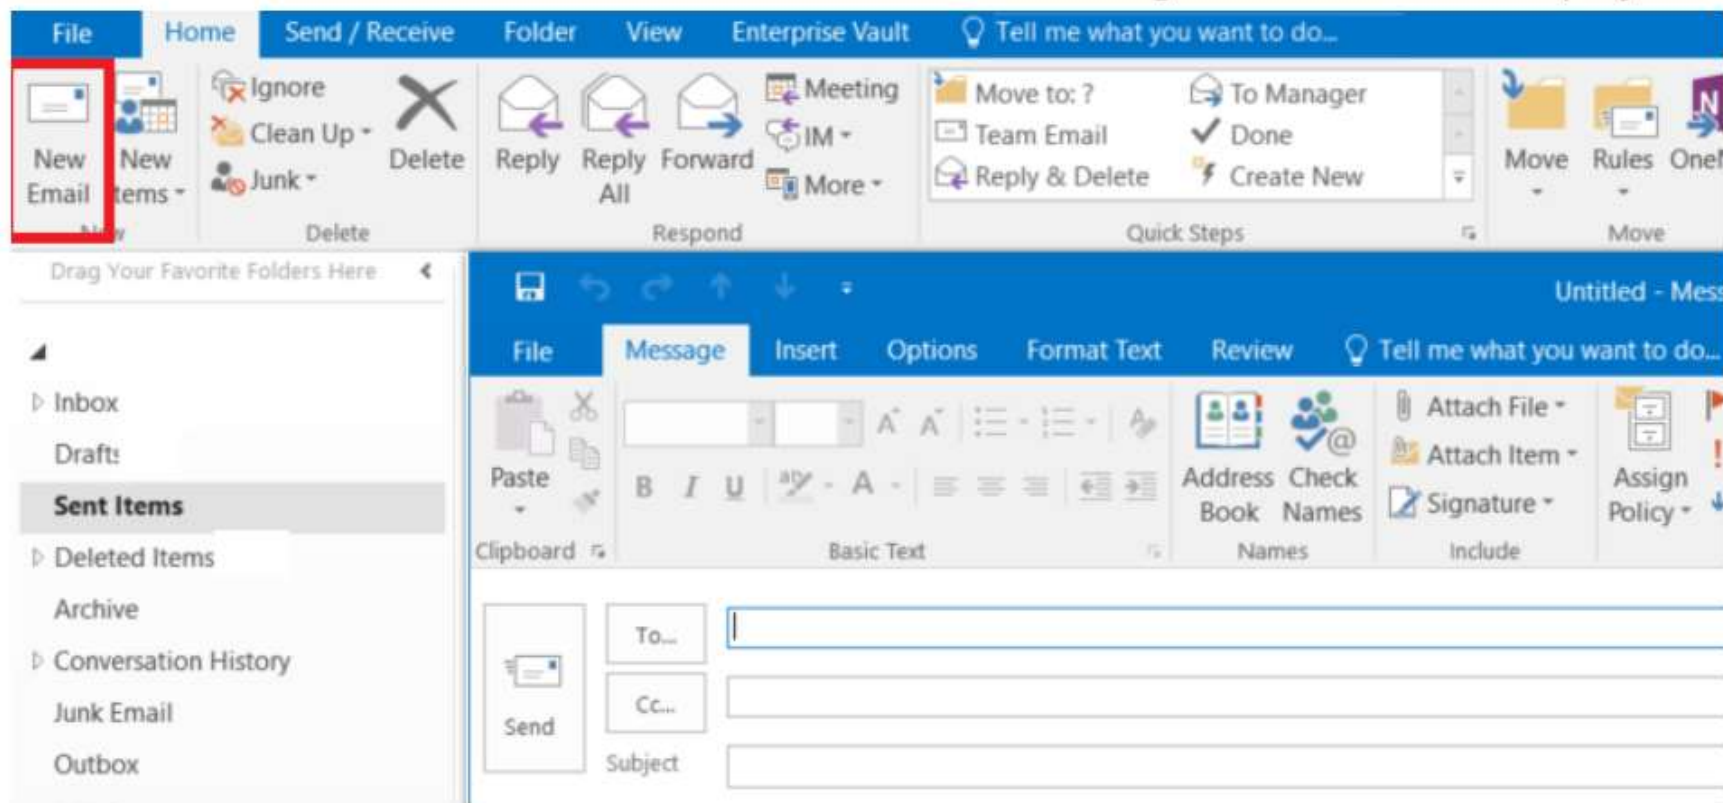 File Home Send / Receive Folder View Enterprise Vault Tell me what you want to do...
Ignore Meeting Move to: ? To Manager
Clean Up IM Team Email Done
New New Delete Reply Reply Forward Move Rules
Email Items Junk All More Reply & Delete Create New
New Delete Respond Quick Steps Move
Drag Your Favorite Folders Here
Untitled - Mess
File Message Insert Options Format Text Review Tell me what you want to do...
Inbox
Drafts
Sent Items
Deleted Items
Archive
Conversation History
Junk Email
Outbox
Attach File
Paste Address Check Attach Item Assign
B I U A Book Names Signature Policy
Clipboard Basic Text Names Include
To...
Cc...
Send
Subject